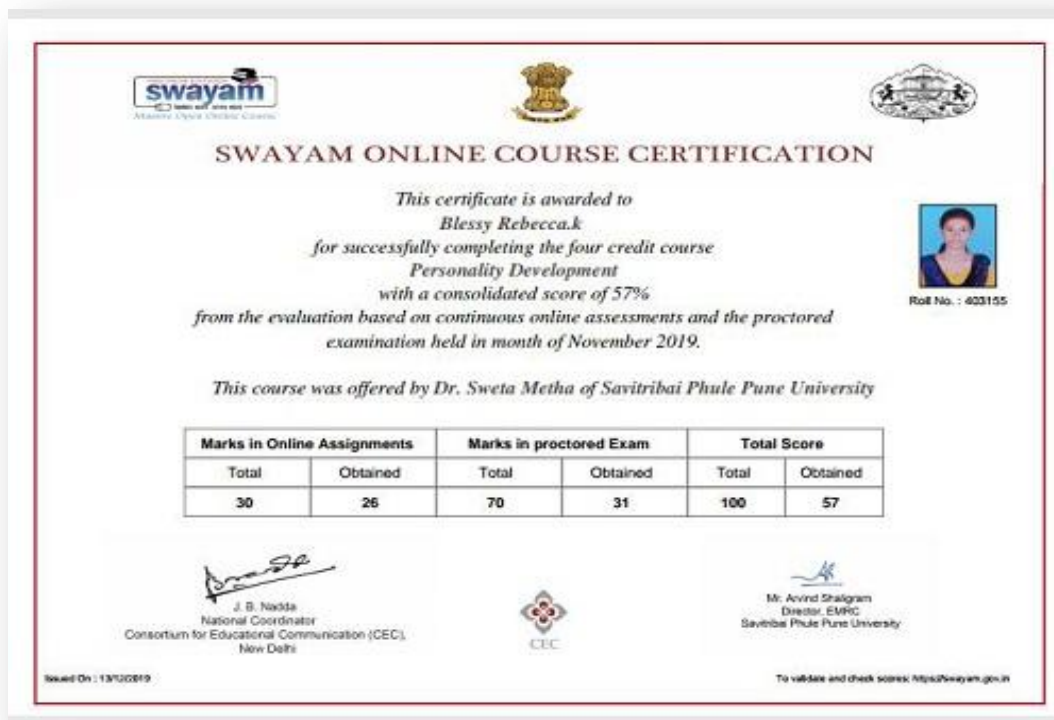 swayam
SWAYAM ONLINE COURSE CERTIFICATION
This certificate is awarded to
Blessy Rebecca.k
for successfully completing the four credit course
Personality Development
with a consolidated score of 57%
from the evaluation based on continuous online assessments and the proctored
examination held in month of November 2019.
Roll No. : 403155
This course was offered by Dr. Sweta Metha of Savitribai Phule Pune University
Marks in Online Assignments Marks in proctored Exam Total Score
Total Obtained Total Obtained Total Obtained
30 26 70 31 100 57
J. B. Nadda
National Coordinator
Consortium for Educational Communication (CEC),
New Delhi
CEC
Mr. Arvind Shaligram
Director, EMRC
Savitribai Phule Pune University
Issued On : 13/12/2019
To validate and check scores: https://swayam.gov.in